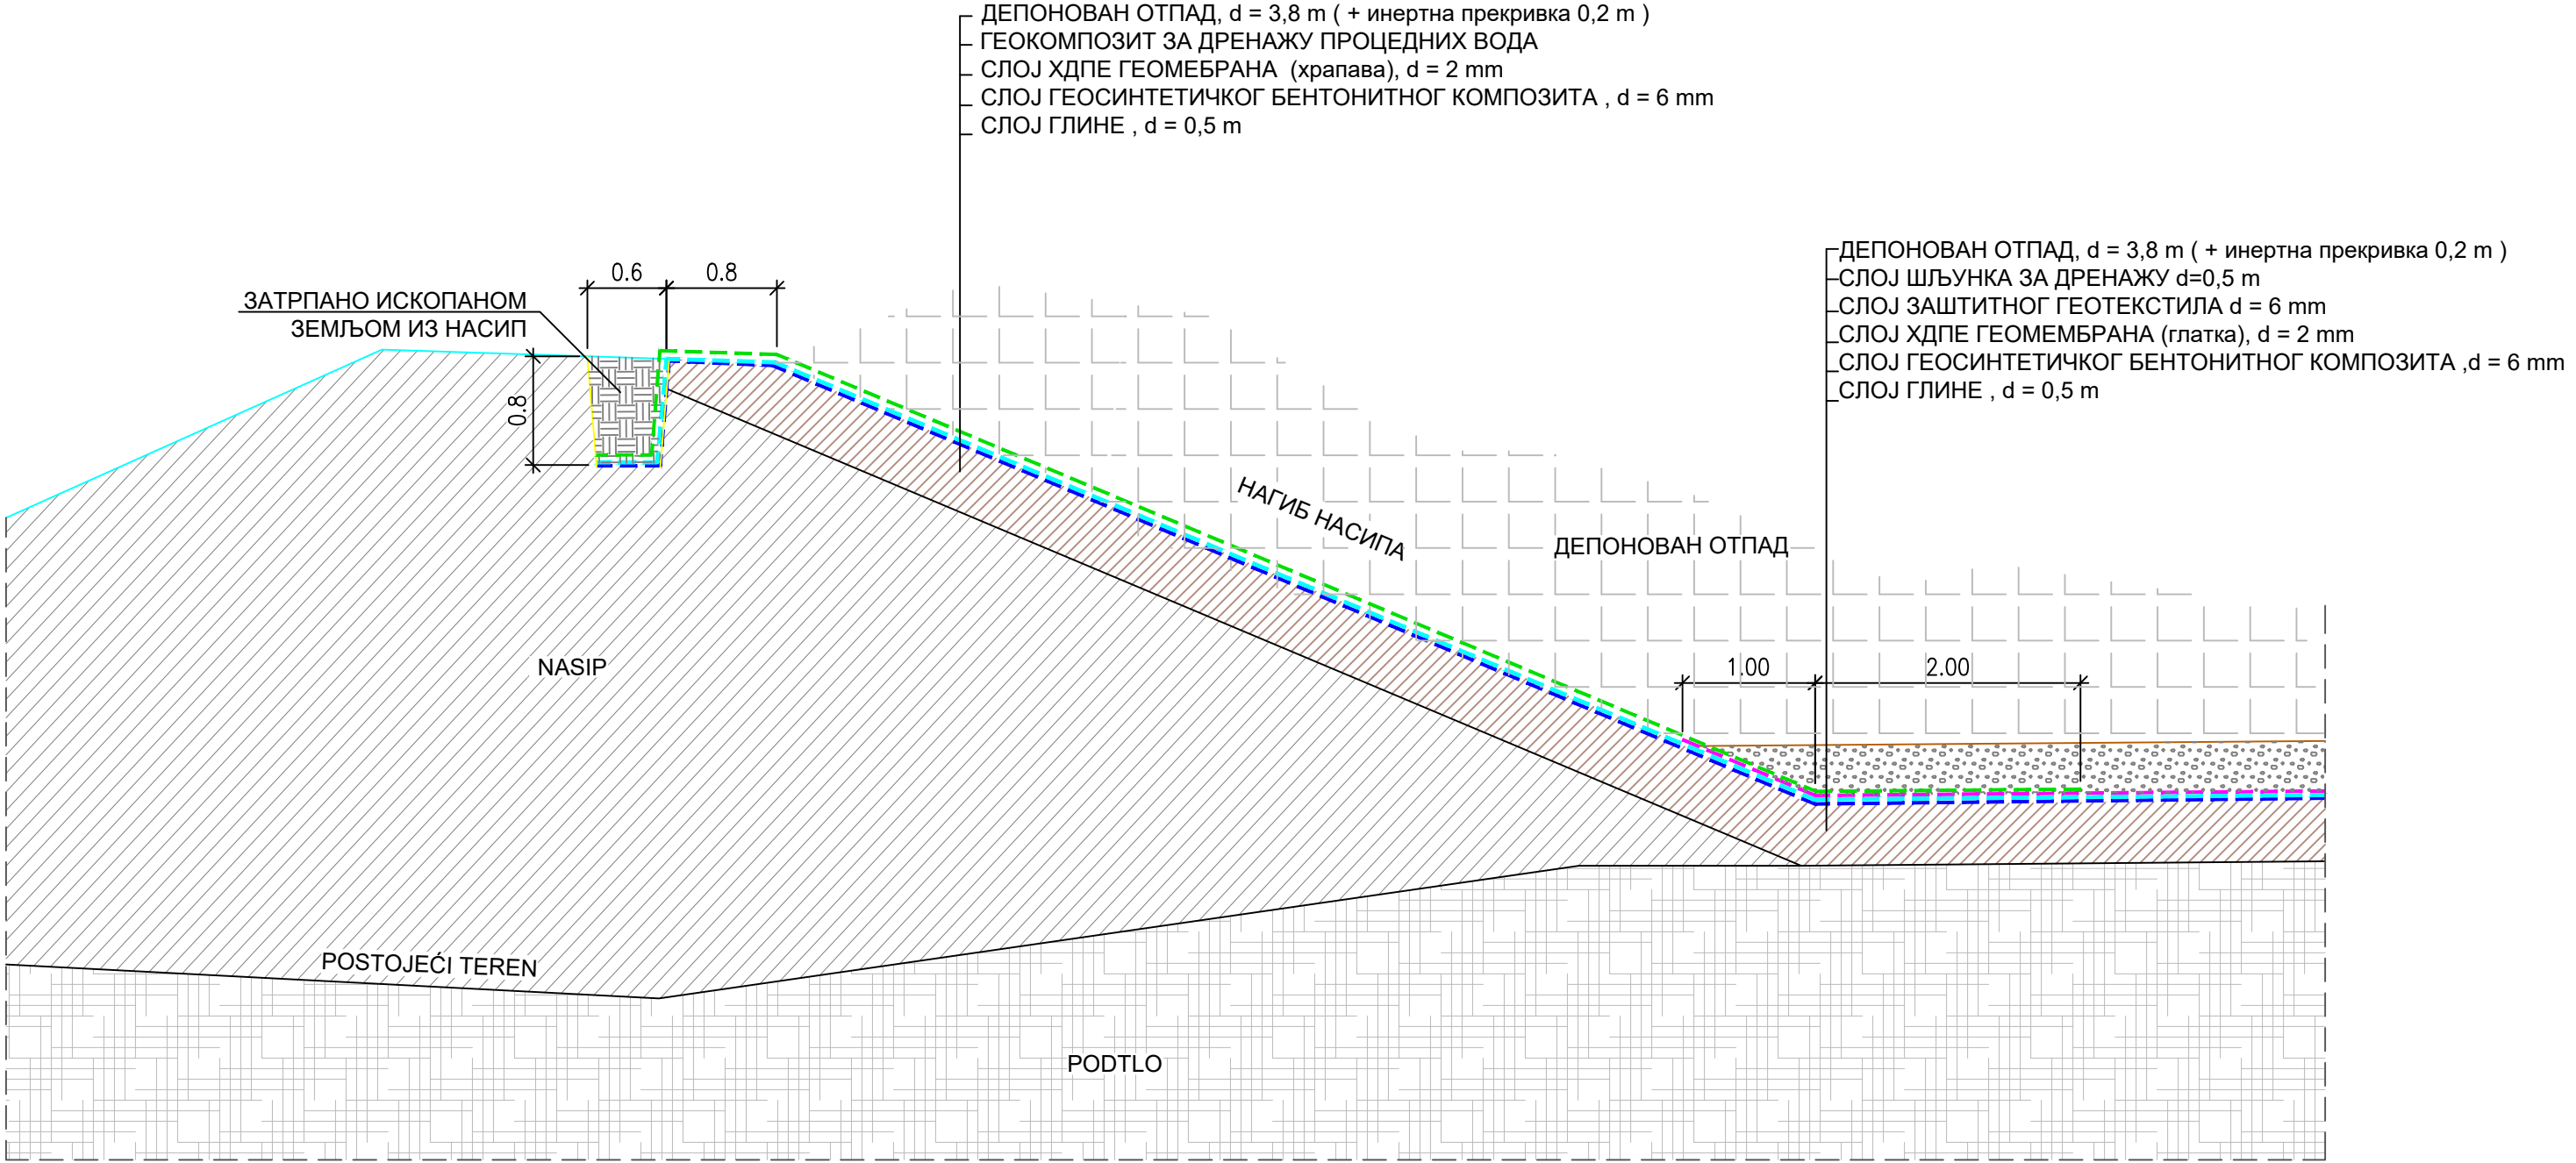 ДЕПОНОВАН ОТПАД, d = 3,8 m ( + инертна прекривка 0,2 m )
ГЕОКОМПОЗИТ ЗА ДРЕНАЖУ ПРОЦЕДНИХ ВОДА
СЛОЈ ХДПЕ ГЕОМЕБРАНА (храпава), d = 2 mm
СЛОЈ ГЕОСИНТЕТИЧКОГ БЕНТОНИТНОГ КОМПОЗИТА , d = 6 mm
СЛОЈ ГЛИНЕ , d = 0,5 m
ДЕПОНОВАН ОТПАД, d = 3,8 m ( + инертна прекривка 0,2 m )
СЛОЈ ШЉУНКА ЗА ДРЕНАЖУ d=0,5 m
СЛОЈ ЗАШТИТНОГ ГЕОТЕКСТИЛА d = 6 mm
СЛОЈ ХДПЕ ГЕОМЕМБРАНА (глатка), d = 2 mm
СЛОЈ ГЕОСИНТЕТИЧКОГ БЕНТОНИТНОГ КОМПОЗИТА ,d = 6 mm
СЛОЈ ГЛИНЕ , d = 0,5 m
0.6
0.8
ЗАТРПАНО ИСКОПАНОМ
ЗЕМЉОМ ИЗ НАСИП
0.8
НАГИБ НАСИПА
ДЕПОНОВАН ОТПАД
NASIP
1.00
2.00
POSTOJEĆI TEREN
PODTLO